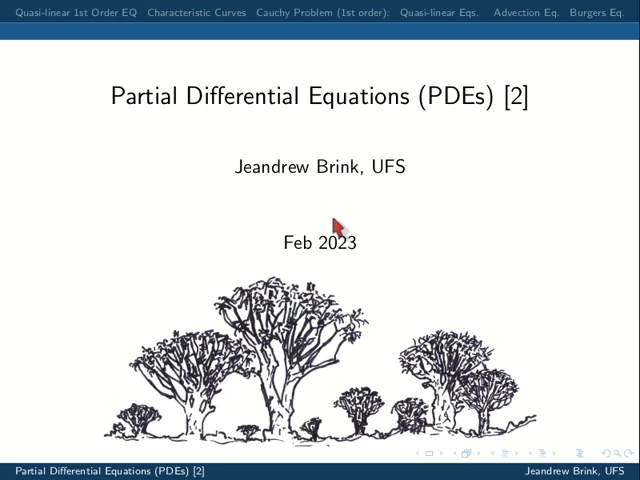 Quasi-linear 1st Order EQ Characteristic Curves Cauchy Problem (1st order): Quasi-linear Eqs. Advection Eq. Burgers Eq.
Partial Differential Equations (PDEs) [2]
Jeandrew Brink, UFS
Feb 2023
Partial Differential Equations (PDEs) [2] Jeandrew Brink, UFS